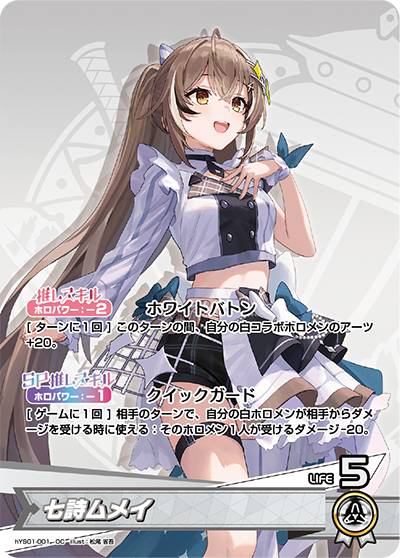 推しスキル
ホロパワー：－2
ホワイトバトン
[ターンに１回] このターンの間、自分の白コラボホロメンのアーツ
+20。
SP推しスキル
ホロパワー：－1
クイックガード
[ゲームに１回] 相手のターンで、自分の白ホロメンが相手からダメ
ージを受ける時に使える：そのホロメン１人が受けるダメージ-20。
LIFE 5
七詩ムメイ
hYS01-001 OC illust：松尾 省吾